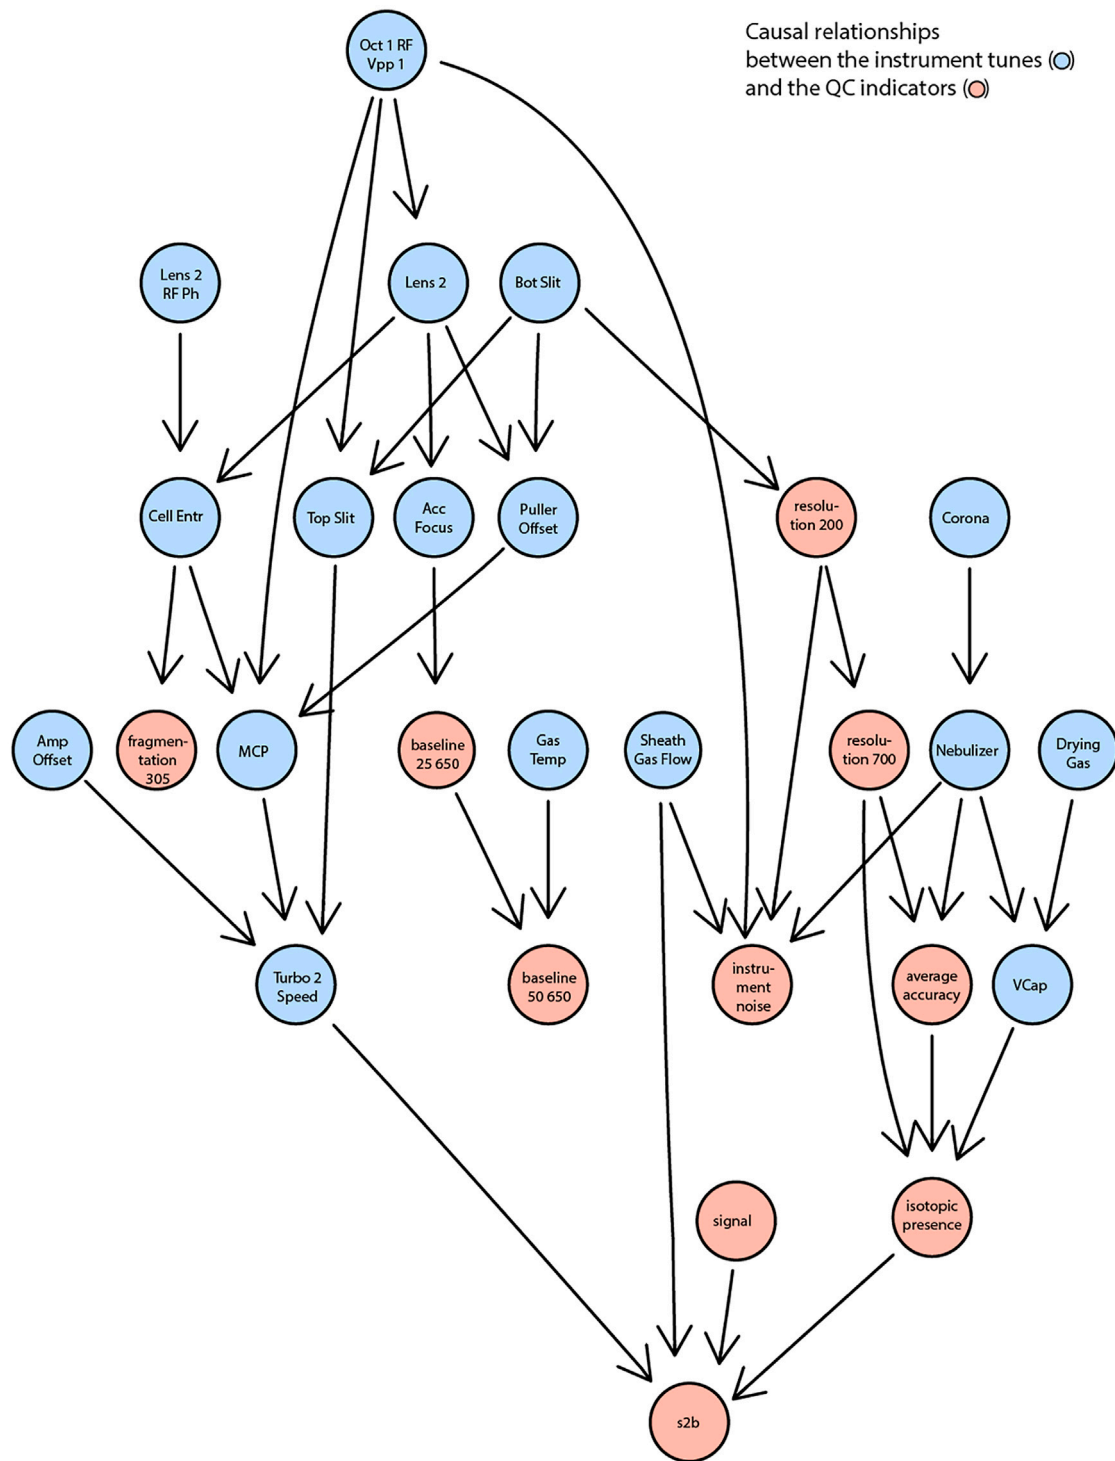 Causal relationships
between the instrument tunes ( )
and the QC indicators ( )
Oct 1 RF
Vpp 1
Lens 2
RF Ph
Lens 2
Bot Slit
Cell Entr
Top Slit
Acc
Focus
Puller
Offset
resolu-
tion 200
Corona
Amp
Offset
fragmen-
tation
305
MCP
baseline
25 650
Gas
Temp
Sheath
Gas Flow
resolu-
tion 700
Nebulizer
Drying
Gas
Turbo 2
Speed
baseline
50 650
instru-
ment
noise
average
accuracy
VCap
signal
isotopic
presence
s2b